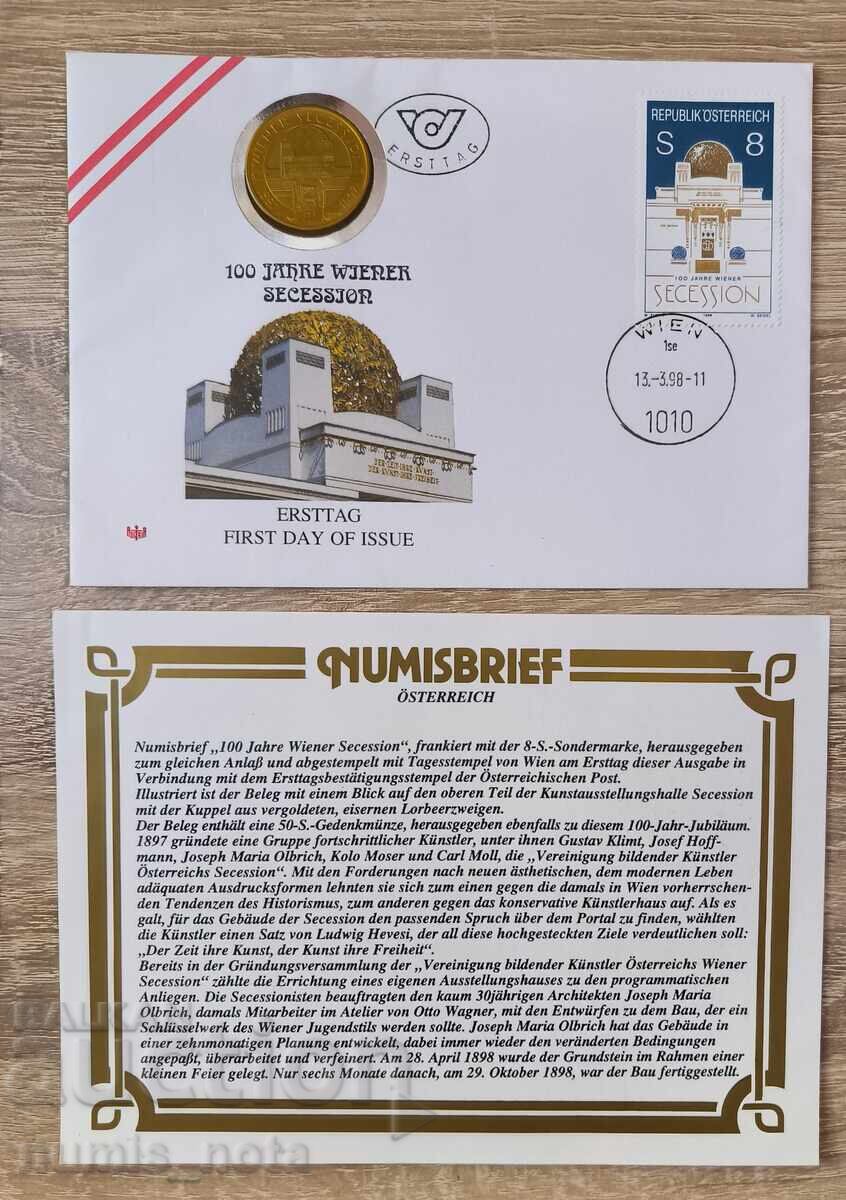 ERSTTAG
REPUBLIK ÖSTERREICH
S 8
100 JAHRE WIENER
SECESSION
100 JAHRE WIENER
SECESSION
WIEN
1se
13.-3.98-11
1010
DER ZEIT IHRE KUNST
DER KUNST IHRE FREIHEIT
ERSTTAG
FIRST DAY OF ISSUE
NUMISBRIEF
ÖSTERREICH
Numisbrief „100 Jahre Wiener Secession“, frankiert mit der 8-S.-Sondermarke, herausgegeben
zum gleichen Anlaß und abgestempelt mit Tagesstempel von Wien am Ersttag dieser Ausgabe in
Verbindung mit dem Ersttagsbestätigungsstempel der Österreichischen Post.
Illustriert ist der Beleg mit einem Blick auf den oberen Teil der Kunstausstellungshalle Secession
mit der Kuppel aus vergoldeten, eisernen Lorbeerzweigen.
Der Beleg enthält eine 50-S.-Gedenkmünze, herausgegeben ebenfalls zu diesem 100-Jahr-Jubiläum.
1897 gründete eine Gruppe fortschrittlicher Künstler, unter ihnen Gustav Klimt, Josef Hoff-
mann, Joseph Maria Olbrich, Kolo Moser und Carl Moll, die „Vereinigung bildender Künstler
Österreichs Secession“. Mit den Forderungen nach neuen ästhetischen, dem modernen Leben
adäquaten Ausdrucksformen lehnten sie sich zum einen gegen die damals in Wien vorherrschen-
den Tendenzen des Historismus, zum anderen gegen das konservative Künstlerhaus auf. Als es
galt, für das Gebäude der Secession den passenden Spruch über dem Portal zu finden, wählten
die Künstler einen Satz von Ludwig Hevesi, der all diese hochgesteckten Ziele verdeutlichen soll:
„Der Zeit ihre Kunst, der Kunst ihre Freiheit“.
Bereits in der Gründungsversammlung der „Vereinigung bildender Künstler Österreichs Wiener
Secession“ zählte die Errichtung eines eigenen Ausstellungshauses zu den programmatischen
Anliegen. Die Secessionisten beauftragten den kaum 30jährigen Architekten Joseph Maria
Olbrich, damals Mitarbeiter im Atelier von Otto Wagner, mit den Entwürfen zu dem Bau, der ein
Schlüsselwerk des Wiener Jugendstils werden sollte. Joseph Maria Olbrich hat das Gebäude in
einer zehnmonatigen Planung entwickelt, dabei immer wieder den veränderten Bedingungen
angepaßt, überarbeitet und verfeinert. Am 28. April 1898 wurde der Grundstein im Rahmen einer
kleinen Feier gelegt. Nur sechs Monate danach, am 29. Oktober 1898, war der Bau fertiggestellt.
BALKAN
auction
numis_nota